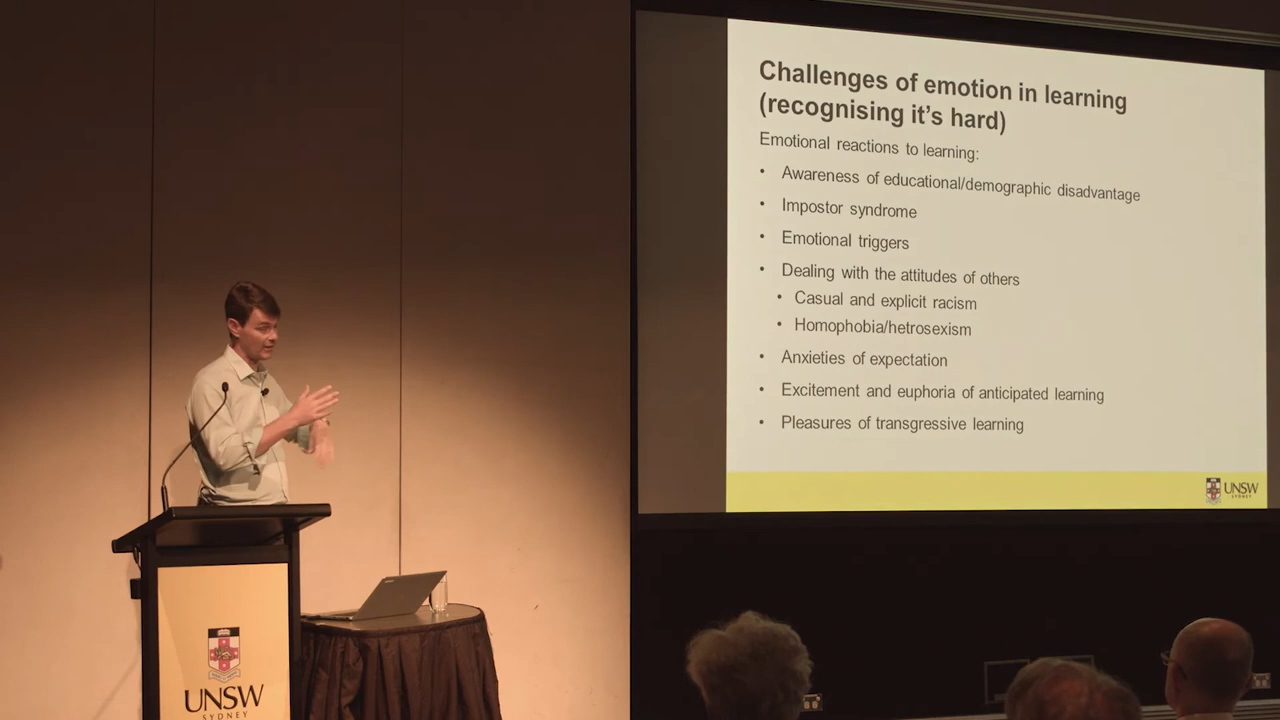 Challenges of emotion in learning
(recognising it's hard)
Emotional reactions to learning:
• Awareness of educational/demographic disadvantage
• Impostor syndrome
• Emotional triggers
• Dealing with the attitudes of others
• Casual and explicit racism
• Homophobia/hetrosexism
• Anxieties of expectation
• Excitement and euphoria of anticipated learning
• Pleasures of transgressive learning
UNSW
SYDNEY
UNSW
SYDNEY